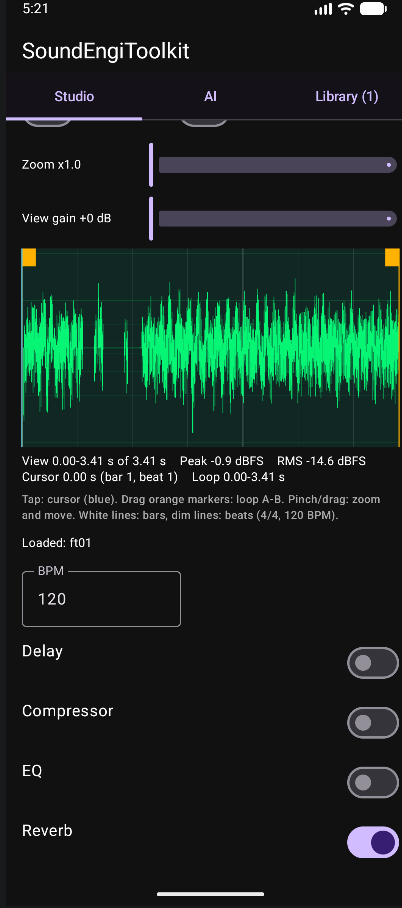 5:21
SoundEngiToolkit
Studio AI Library (1)
Zoom x1.0
View gain +0 dB
View 0.00-3.41 s of 3.41 s Peak -0.9 dBFS RMS -14.6 dBFS
Cursor 0.00 s (bar 1, beat 1) Loop 0.00-3.41 s
Tap: cursor (blue). Drag orange markers: loop A-B. Pinch/drag: zoom
and move. White lines: bars, dim lines: beats (4/4, 120 BPM).
Loaded: ft01
BPM
120
Delay
Compressor
EQ
Reverb